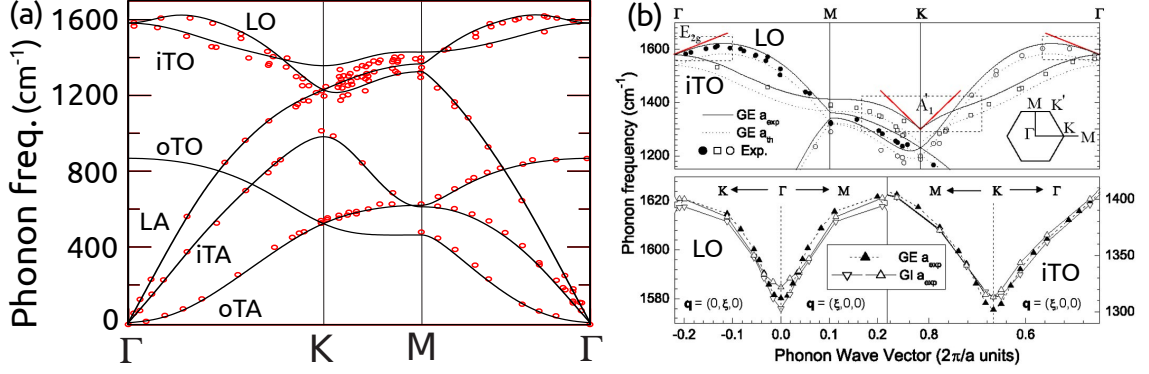 (a)
Phonon freq. (cm⁻¹)
1600
1200
800
400
0
LO
iTO
oTO
LA
iTA
oTA
Γ K M Γ
(b)
Γ M K Γ
Phonon frequency (cm⁻¹)
1600
1400
1200
E2g
LO
iTO
A'1
GE aexp
GE ath
Exp.
M K'
Γ K M
1620
1600
1580
K Γ M
M K Γ
LO
iTO
GE aexp
GI aexp
q = (0,ξ,0)
q = (ξ,0,0)
q = (ξ,0,0)
1400
1350
1300
-0.2 -0.1 0.0 0.1 0.2 0.8 0.6
Phonon Wave Vector (2π/a units)